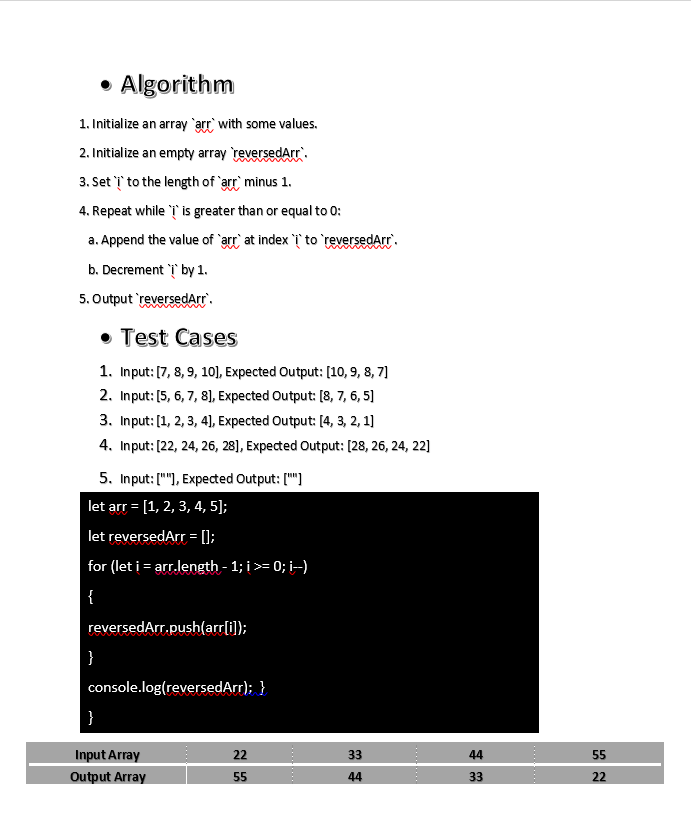 • Algorithm
1. Initialize an array `arr` with some values.
2. Initialize an empty array `reversedArr`.
3. Set `i` to the length of `arr` minus 1.
4. Repeat while `i` is greater than or equal to 0:
a. Append the value of `arr` at index `i` to `reversedArr`.
b. Decrement `i` by 1.
5. Output `reversedArr`.
• Test Cases
1. Input: [7, 8, 9, 10], Expected Output: [10, 9, 8, 7]
2. Input: [5, 6, 7, 8], Expected Output: [8, 7, 6, 5]
3. Input: [1, 2, 3, 4], Expected Output: [4, 3, 2, 1]
4. Input: [22, 24, 26, 28], Expected Output: [28, 26, 24, 22]
5. Input: [""], Expected Output: [""]
let arr = [1, 2, 3, 4, 5];
let reversedArr = [];
for (let i = arr.length - 1; i >= 0; i--)
{
reversedArr.push(arr[i]);
}
console.log(reversedArr); }
}
Input Array 22 33 44 55
Output Array 55 44 33 22